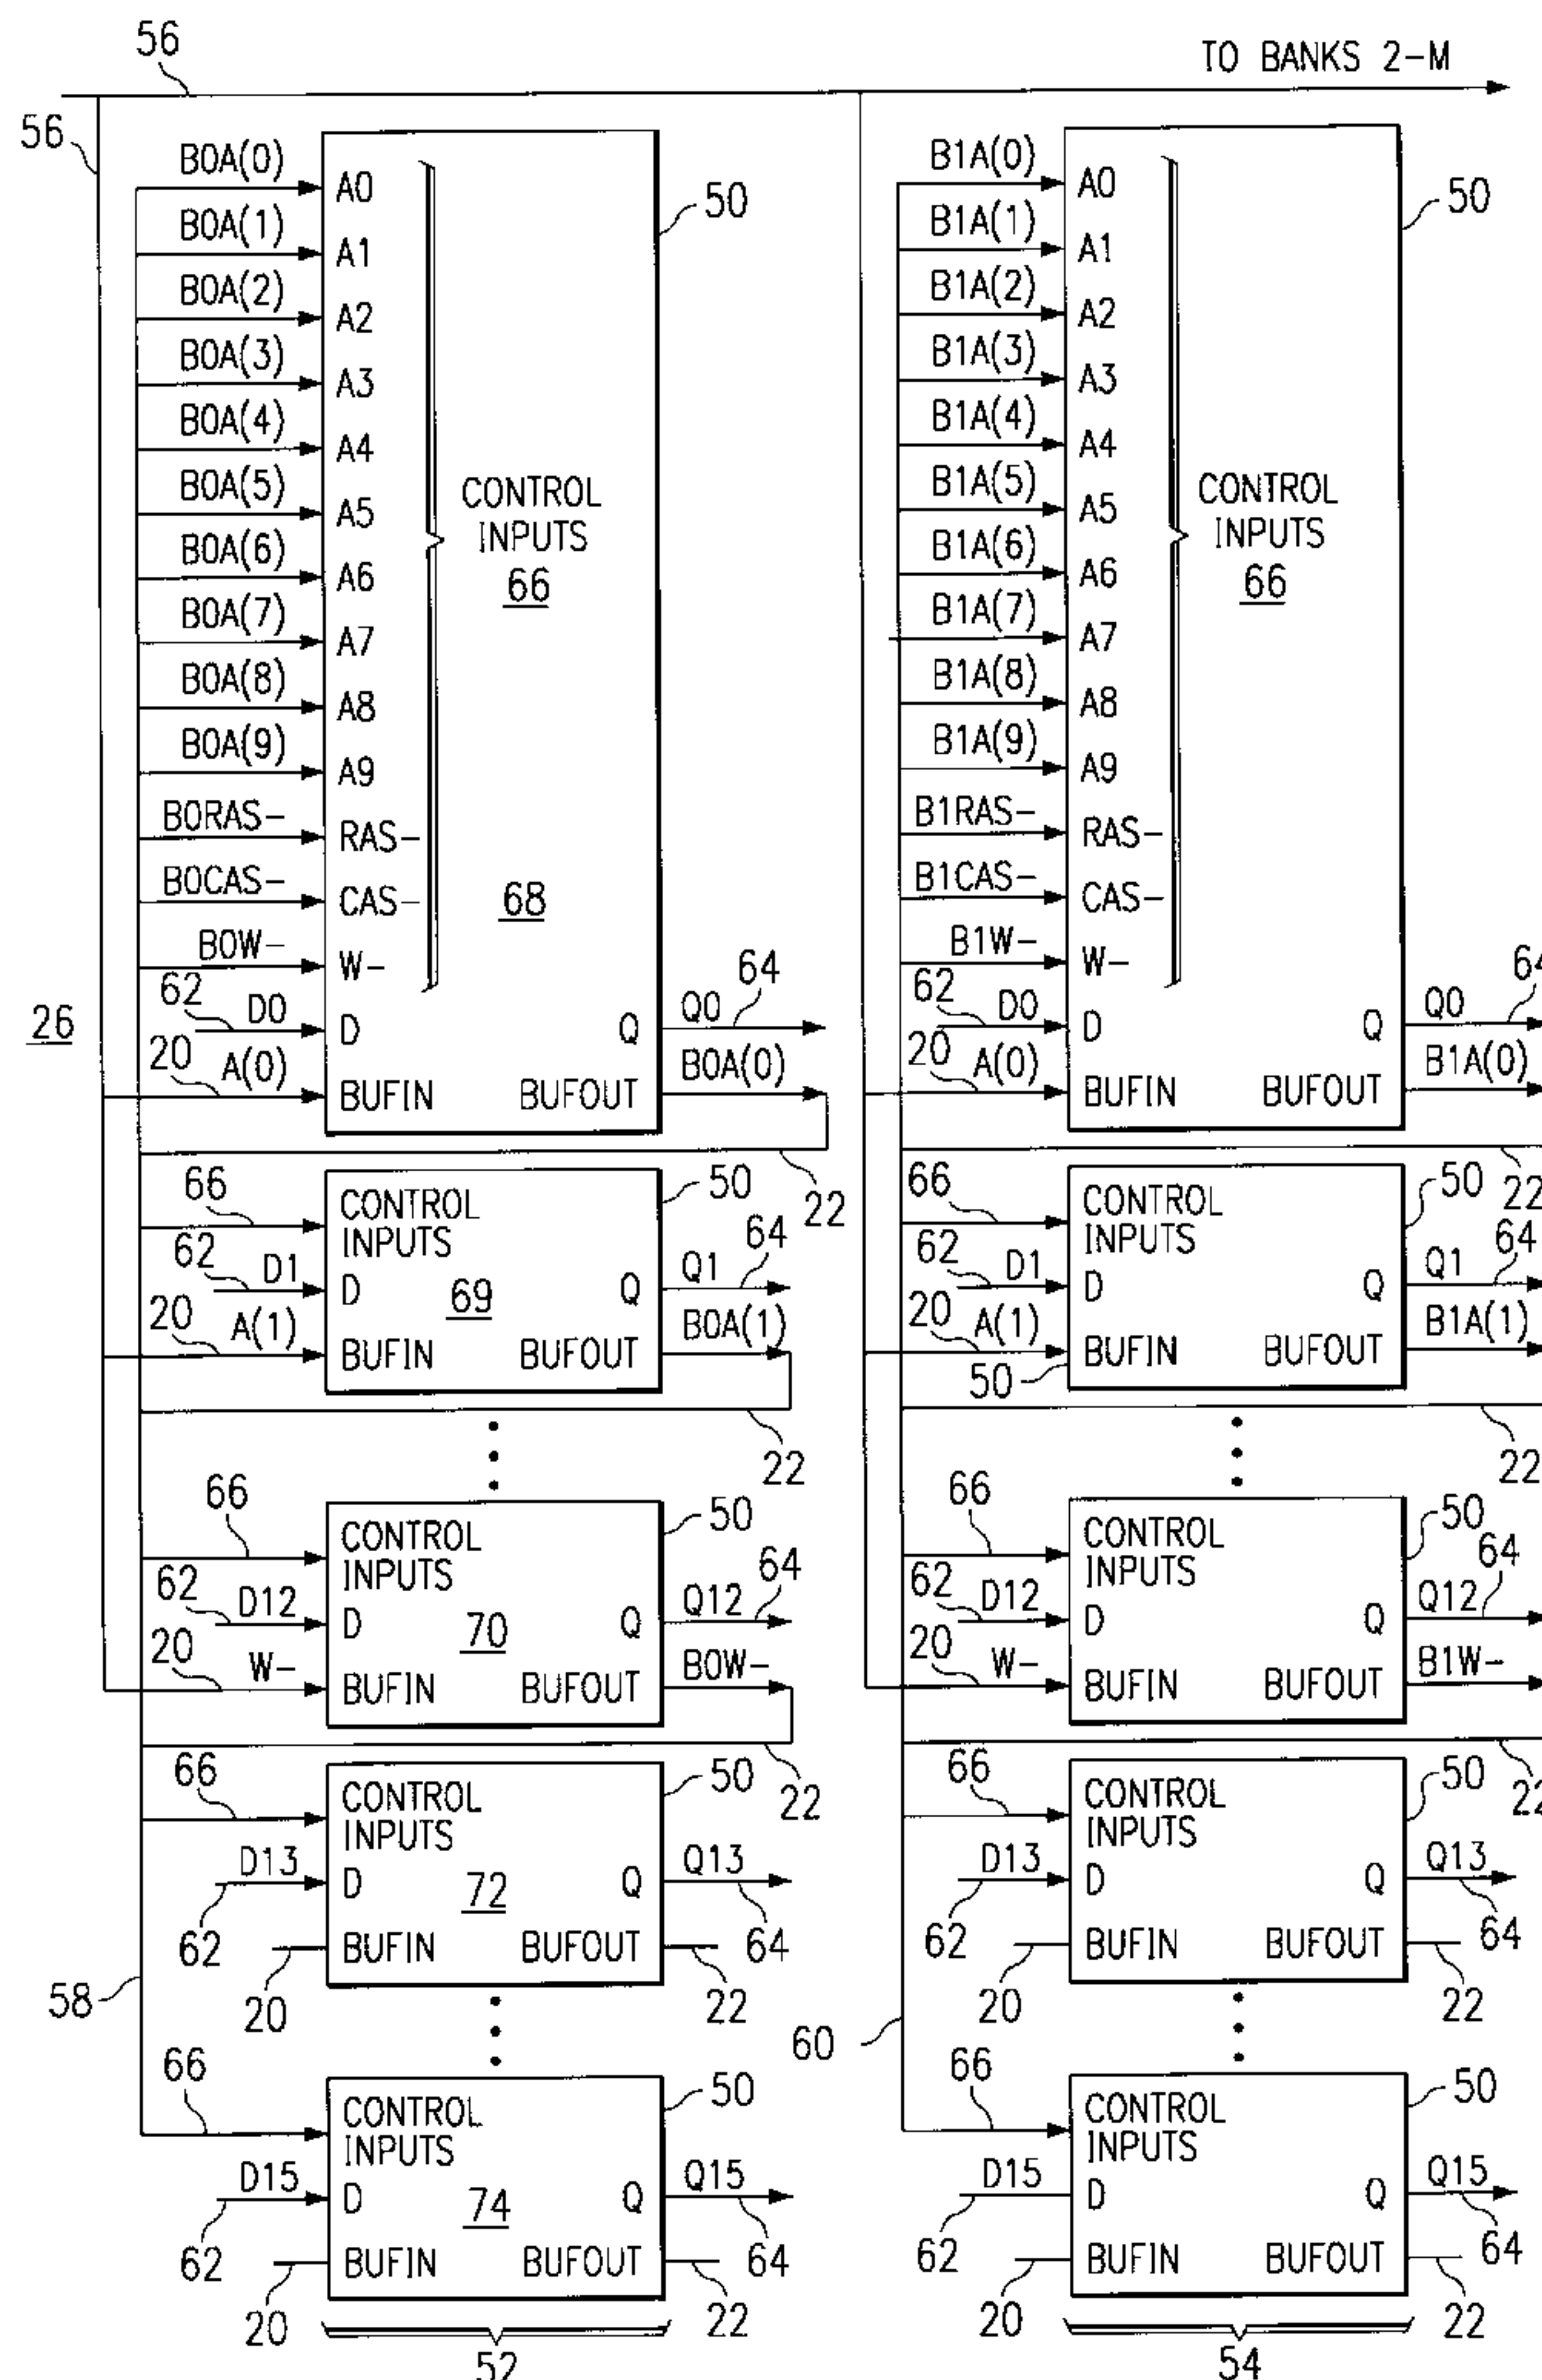 56
TO BANKS 2-M
56
B0A(0)
A0
B0A(1)
A1
B0A(2)
A2
B0A(3)
A3
B0A(4)
A4
B0A(5)
A5
B0A(6)
A6
B0A(7)
A7
B0A(8)
A8
B0A(9)
A9
B0RAS-
RAS-
B0CAS-
CAS-
B0W-
W-
CONTROL
INPUTS
66
68
50
26
62
D0
D
Q
Q0
64
20
A(0)
BUFIN
BUFOUT
B0A(0)
22
66
CONTROL
INPUTS
50
62
D1
D
69
Q
Q1
64
20
A(1)
BUFIN
BUFOUT
B0A(1)
22
66
CONTROL
INPUTS
50
62
D12
D
70
Q
Q12
64
20
W-
BUFIN
BUFOUT
B0W-
22
66
CONTROL
INPUTS
50
D13
D
72
Q
Q13
62
BUFIN
BUFOUT
64
20
22
58
66
CONTROL
INPUTS
50
D15
D
74
Q
Q15
62
BUFIN
BUFOUT
64
20
22
52
B1A(0)
A0
B1A(1)
A1
B1A(2)
A2
B1A(3)
A3
B1A(4)
A4
B1A(5)
A5
B1A(6)
A6
B1A(7)
A7
B1A(8)
A8
B1A(9)
A9
B1RAS-
RAS-
B1CAS-
CAS-
B1W-
W-
CONTROL
INPUTS
66
50
62
D0
D
Q
Q0
64
20
A(0)
BUFIN
BUFOUT
B1A(0)
22
66
CONTROL
INPUTS
50
62
D1
D
Q
Q1
64
20
A(1)
BUFIN
BUFOUT
B1A(1)
50
22
66
CONTROL
INPUTS
50
62
D12
D
Q
Q12
64
20
W-
BUFIN
BUFOUT
B1W-
22
66
CONTROL
INPUTS
50
D13
D
Q
Q13
62
BUFIN
BUFOUT
64
20
22
60
66
CONTROL
INPUTS
50
D15
D
Q
Q15
62
BUFIN
BUFOUT
64
20
22
54